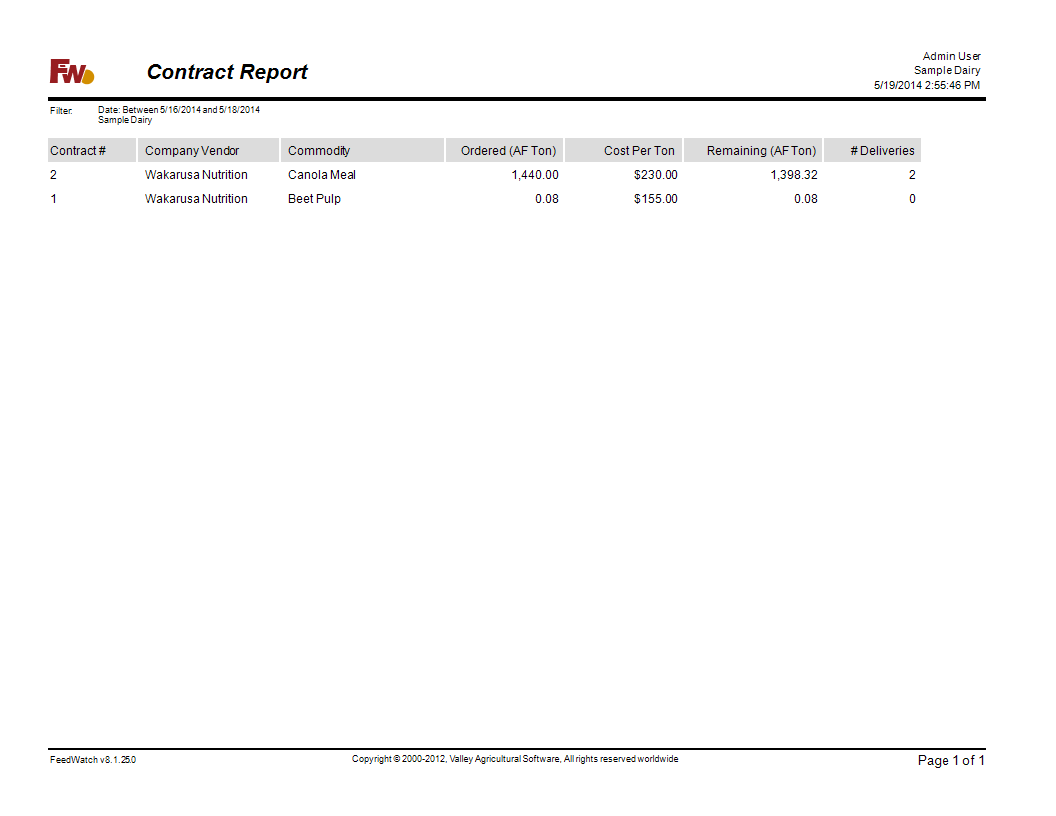 FW
Contract Report
Admin User
Sample Dairy
5/19/2014 2:55:46 PM
Filter: Date: Between 5/16/2014 and 5/18/2014
Sample Dairy
Contract # Company Vendor Commodity Ordered (AF Ton) Cost Per Ton Remaining (AF Ton) # Deliveries
2 Wakarusa Nutrition Canola Meal 1,440.00 $230.00 1,398.32 2
1 Wakarusa Nutrition Beet Pulp 0.08 $155.00 0.08 0
FeedWatch v8.1.25.0 Copyright © 2000-2012, Valley Agricultural Software, All rights reserved worldwide Page 1 of 1